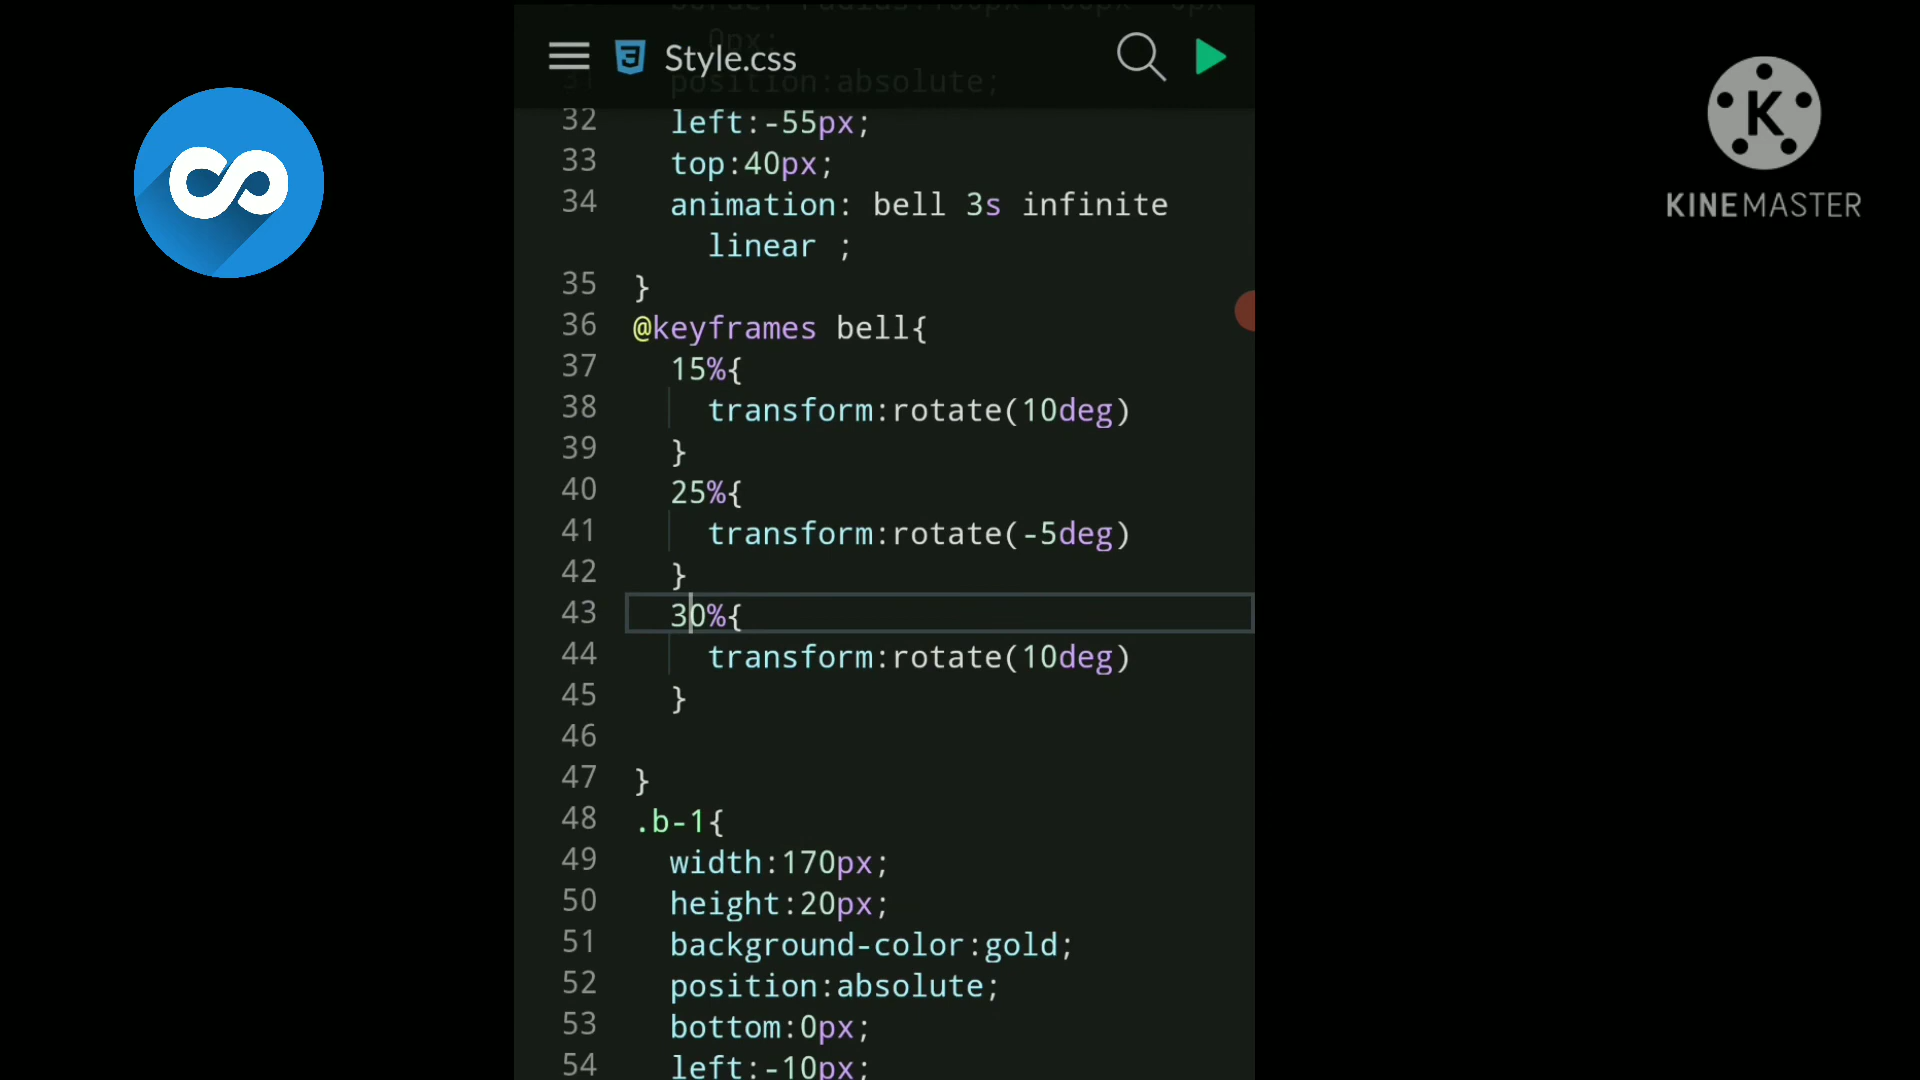 Style.css
position:absolute;
32 left:-55px;
33 top:40px;
34 animation: bell 3s infinite
linear ;
35 }
36 @keyframes bell{
37 15%{
38 transform:rotate(10deg)
39 }
40 25%{
41 transform:rotate(-5deg)
42 }
43 30%{
44 transform:rotate(10deg)
45 }
46
47 }
48 .b-1{
49 width:170px;
50 height:20px;
51 background-color:gold;
52 position:absolute;
53 bottom:0px;
54 left:-10px;
K
KINEMASTER